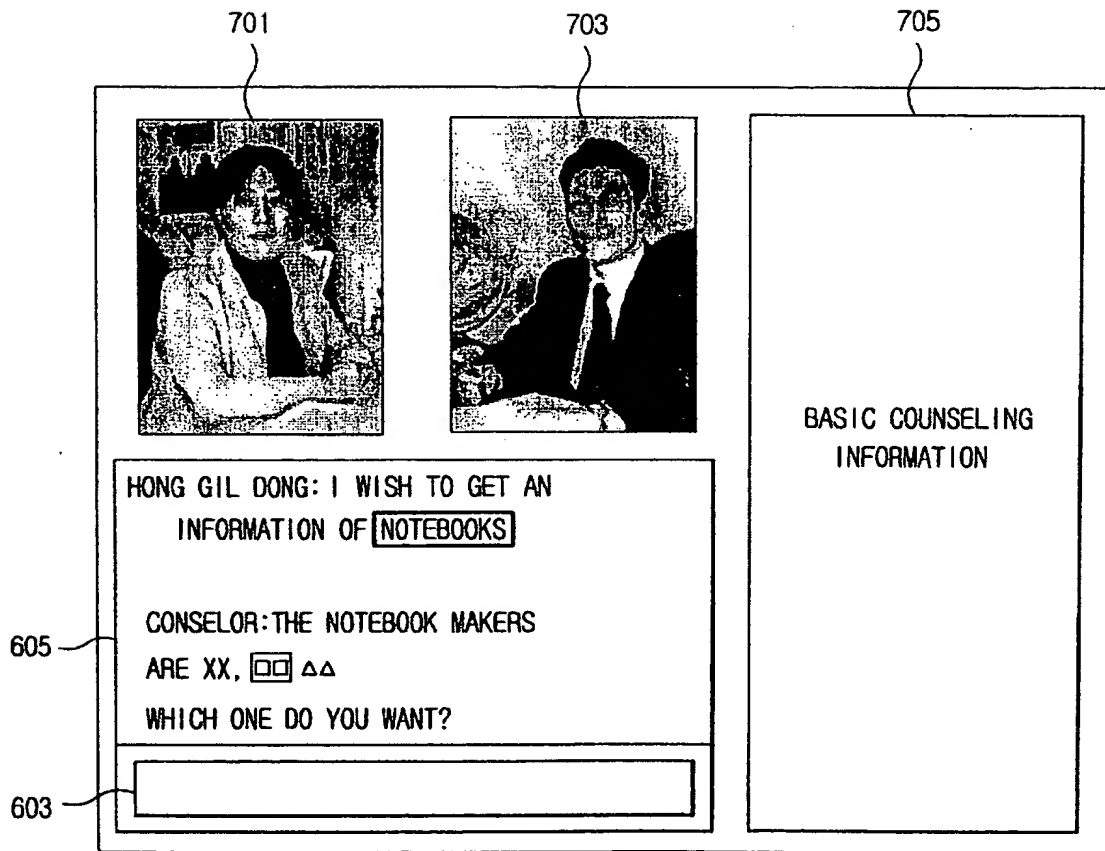 701
703
705
BASIC COUNSELING
INFORMATION
HONG GIL DONG: I WISH TO GET AN
INFORMATION OF NOTEBOOKS
CONSELOR:THE NOTEBOOK MAKERS
ARE XX, □□ △△
WHICH ONE DO YOU WANT?
605
603